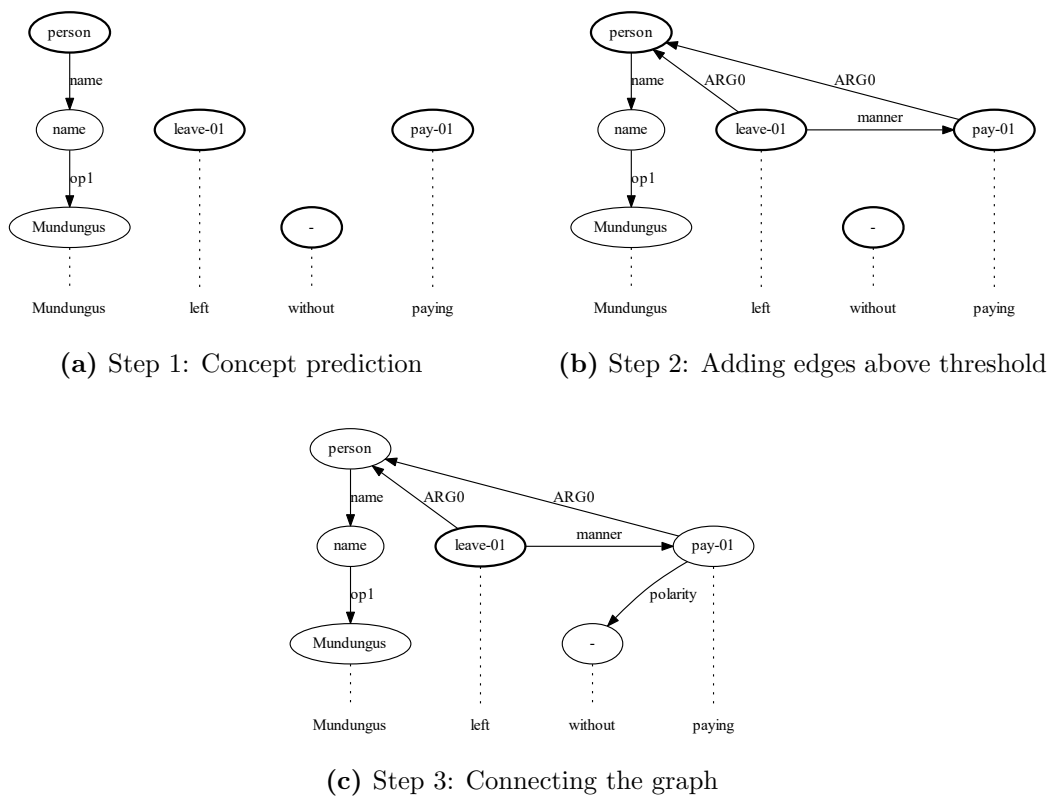 person
name
name
leave-01
pay-01
op1
Mundungus
-
Mundungus left without paying
(a) Step 1: Concept prediction
person
name
ARG0
ARG0
name
leave-01
manner
pay-01
op1
Mundungus
-
Mundungus left without paying
(b) Step 2: Adding edges above threshold
person
name
ARG0
ARG0
name
leave-01
manner
pay-01
op1
polarity
Mundungus
-
Mundungus left without paying
(c) Step 3: Connecting the graph